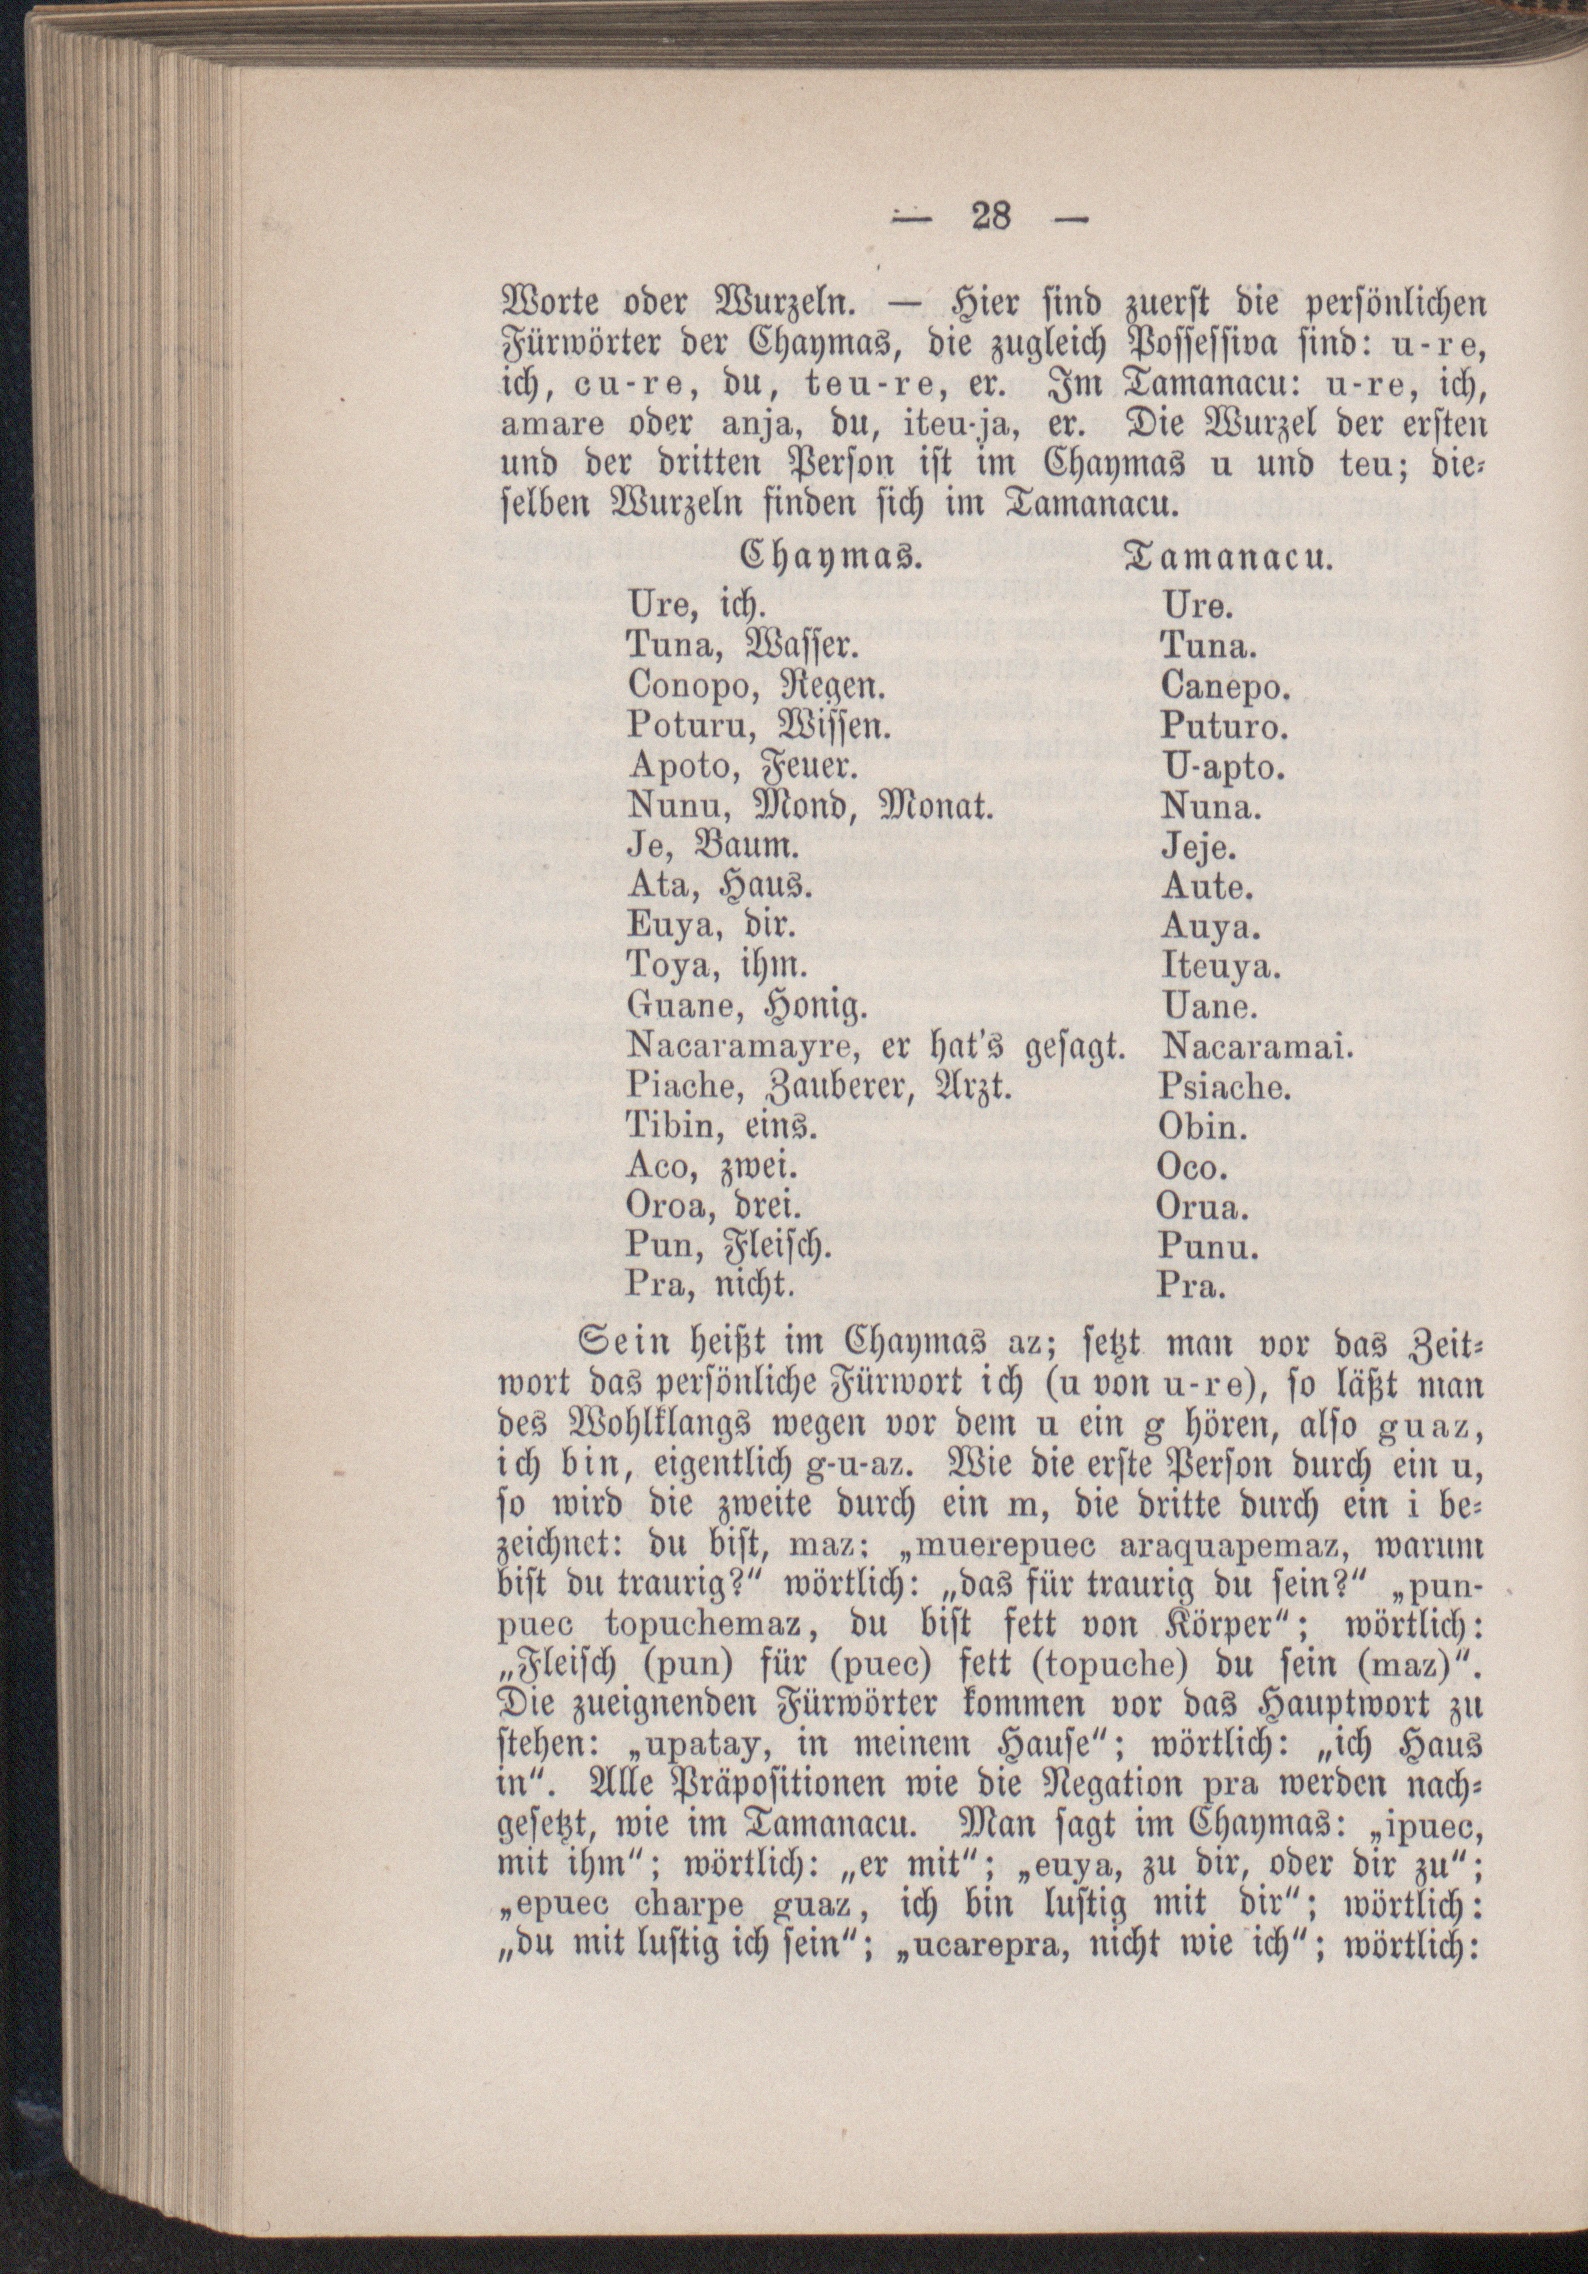 — 28 —
Worte oder Wurzeln. — Hier sind zuerst die persönlichen
Fürwörter der Chaymas, die zugleich Possessiva sind: u-re,
ich, cu-re, du, teu-re, er. Im Tamanacu: u-re, ich,
amare oder anja, du, iteu-ja, er. Die Wurzel der ersten
und der dritten Person ist im Chaymas u und teu; die-
selben Wurzeln finden sich im Tamanacu.
Chaymas. Tamanacu.
Ure, ich. Ure.
Tuna, Wasser. Tuna.
Conopo, Regen. Canepo.
Poturu, Wissen. Puturo.
Apoto, Feuer. U-apto.
Nunu, Mond, Monat. Nuna.
Je, Baum. Jeje.
Ata, Haus. Aute.
Euya, dir. Auya.
Toya, ihm. Iteuya.
Guane, Honig. Uane.
Nacaramayre, er hat's gesagt. Nacaramai.
Piache, Zauberer, Arzt. Psiache.
Tibin, eins. Obin.
Aco, zwei. Oco.
Oroa, drei. Orua.
Pun, Fleisch. Punu.
Pra, nicht. Pra.
Sein heißt im Chaymas az; setzt man vor das Zeit-
wort das persönliche Fürwort ich (u von u-re), so läßt man
des Wohlklangs wegen vor dem u ein g hören, also guaz,
ich bin, eigentlich g-u-az. Wie die erste Person durch ein u,
so wird die zweite durch ein m, die dritte durch ein i be-
zeichnet: du bist, maz: „muerepuec araquapemaz, warum
bist du traurig?“ wörtlich: „das für traurig du sein?“ „pun-
puec topuchemaz, du bist fett von Körper“; wörtlich:
„Fleisch (pun) für (puec) fett (topuche) du sein (maz)“.
Die zueignenden Fürwörter kommen vor das Hauptwort zu
stehen: „upatay, in meinem Hause“; wörtlich: „ich Haus
in“. Alle Präpositionen wie die Negation pra werden nach-
gesetzt, wie im Tamanacu. Man sagt im Chaymas: „ipuec,
mit ihm“; wörtlich: „er mit“; „euya, zu dir, oder dir zu“;
„epuec charpe guaz, ich bin lustig mit dir“; wörtlich:
„du mit lustig ich sein“; „ucarepra, nicht wie ich“; wörtlich: